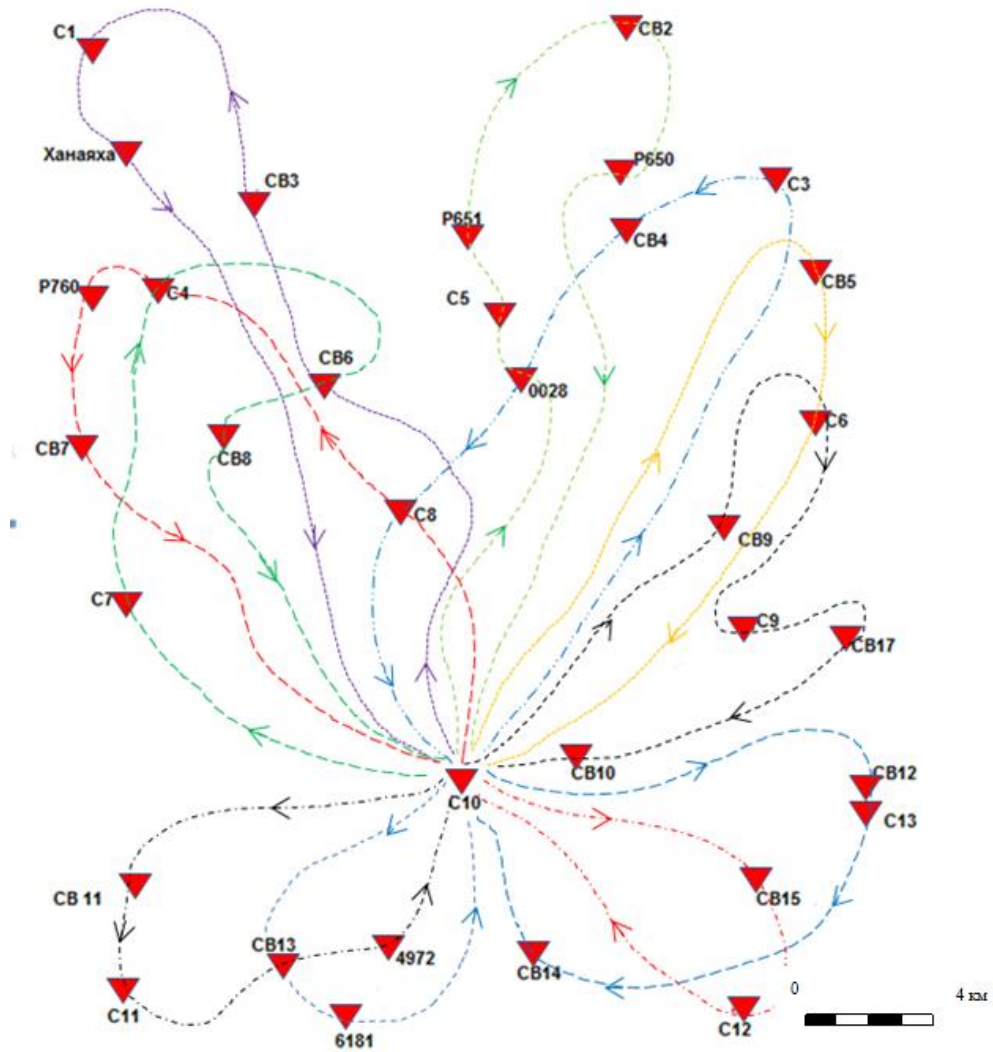 C1
CB2
Ханаяха
P650
CB3
C3
P651
CB4
P760
C4
C5
CB5
CB6
0028
C6
CB7
CB8
C8
CB9
C7
C9
CB17
CB10
CB12
C10
C13
CB 11
CB15
CB13
4972
CB14
C11
0
4 км
C12
6181